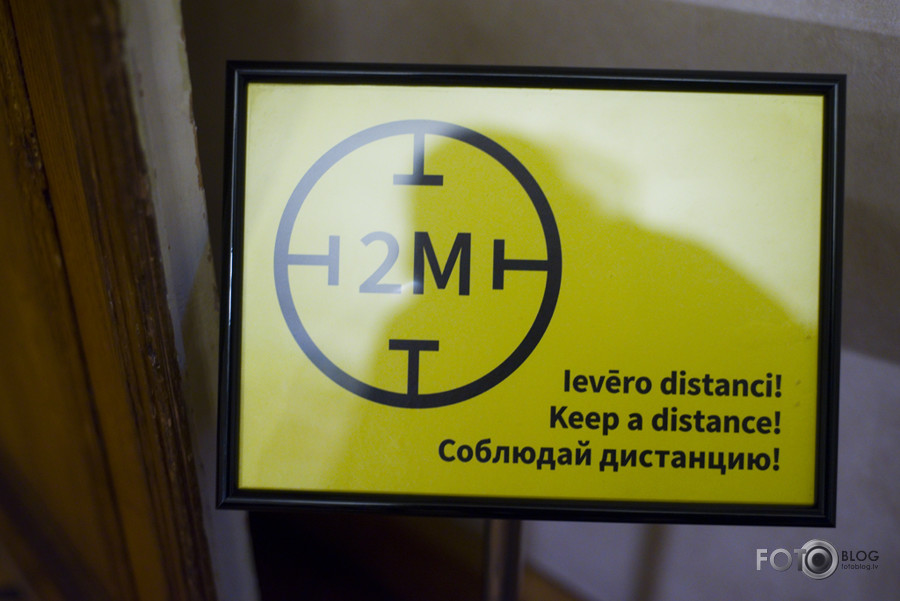 2M
Ievēro distanci!
Keep a distance!
Соблюдай дистанцию!
FOTO BLOG
fotoblog.lv